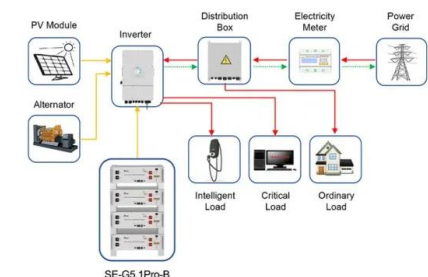 PV Module
Inverter
Distribution
Box
Electricity
Meter
Power
Grid
Alternator
Intelligent
Load
Critical
Load
Ordinary
Load
SE-G5.1Pro-B